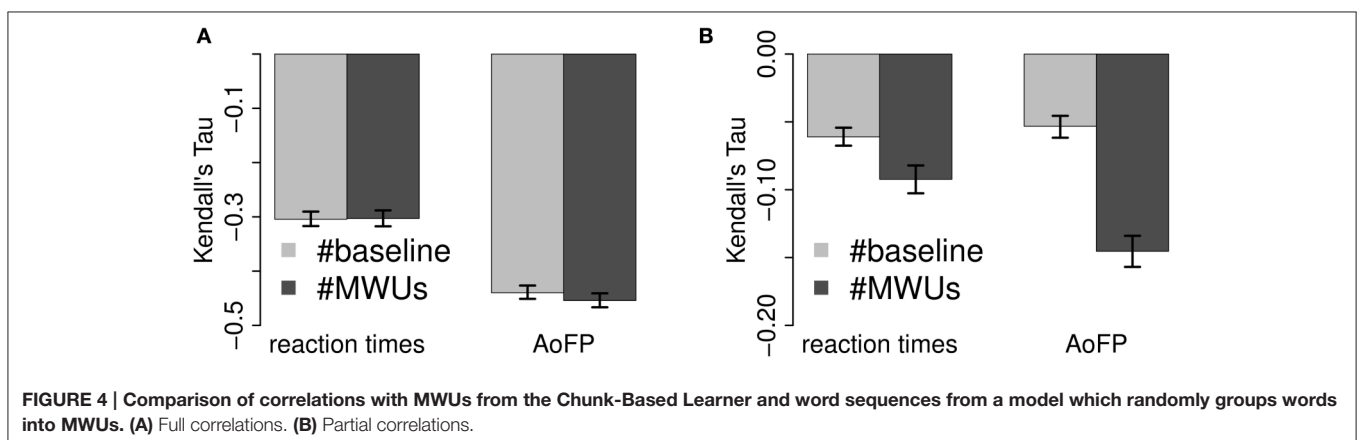 A
Kendall's Tau
−0.1
−0.3
−0.5
#baseline
#MWUs
reaction times
AoFP
B
Kendall's Tau
0.00
−0.10
−0.20
#baseline
#MWUs
reaction times
AoFP
FIGURE 4 | Comparison of correlations with MWUs from the Chunk-Based Learner and word sequences from a model which randomly groups words
into MWUs. (A) Full correlations. (B) Partial correlations.